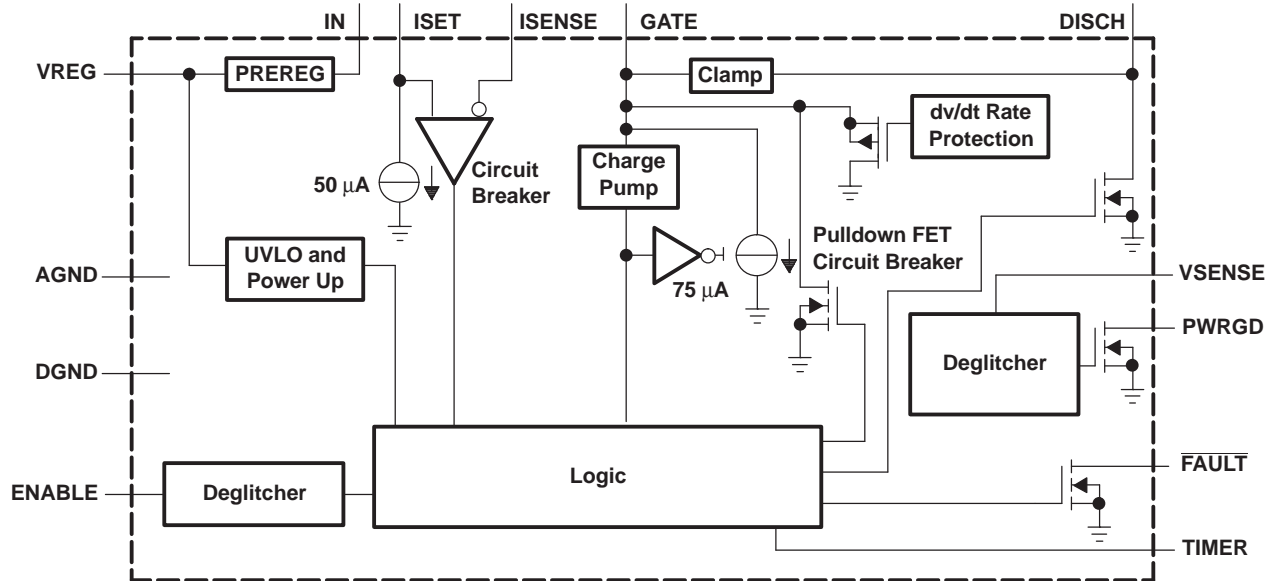 IN
ISET
ISENSE
GATE
DISCH
VREG
PREREG
Clamp
dv/dt Rate
Protection
Circuit
Breaker
Charge
Pump
50 μA
UVLO and
Power Up
Pulldown FET
Circuit Breaker
75 μA
AGND
VSENSE
PWRGD
Deglitcher
DGND
FAULT
Logic
ENABLE
Deglitcher
TIMER